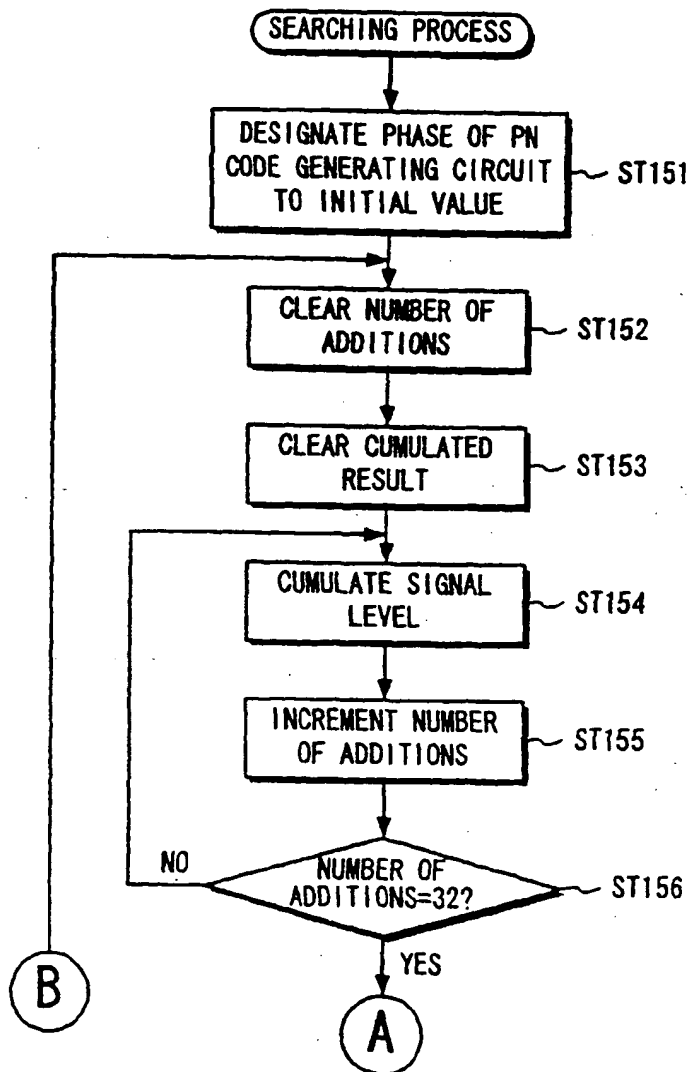 SEARCHING PROCESS
DESIGNATE PHASE OF PN
CODE GENERATING CIRCUIT
TO INITIAL VALUE
ST151
CLEAR NUMBER OF
ADDITIONS
ST152
CLEAR CUMULATED
RESULT
ST153
CUMULATE SIGNAL
LEVEL
ST154
INCREMENT NUMBER
OF ADDITIONS
ST155
NO
NUMBER OF
ADDITIONS=32?
ST156
YES
B
A